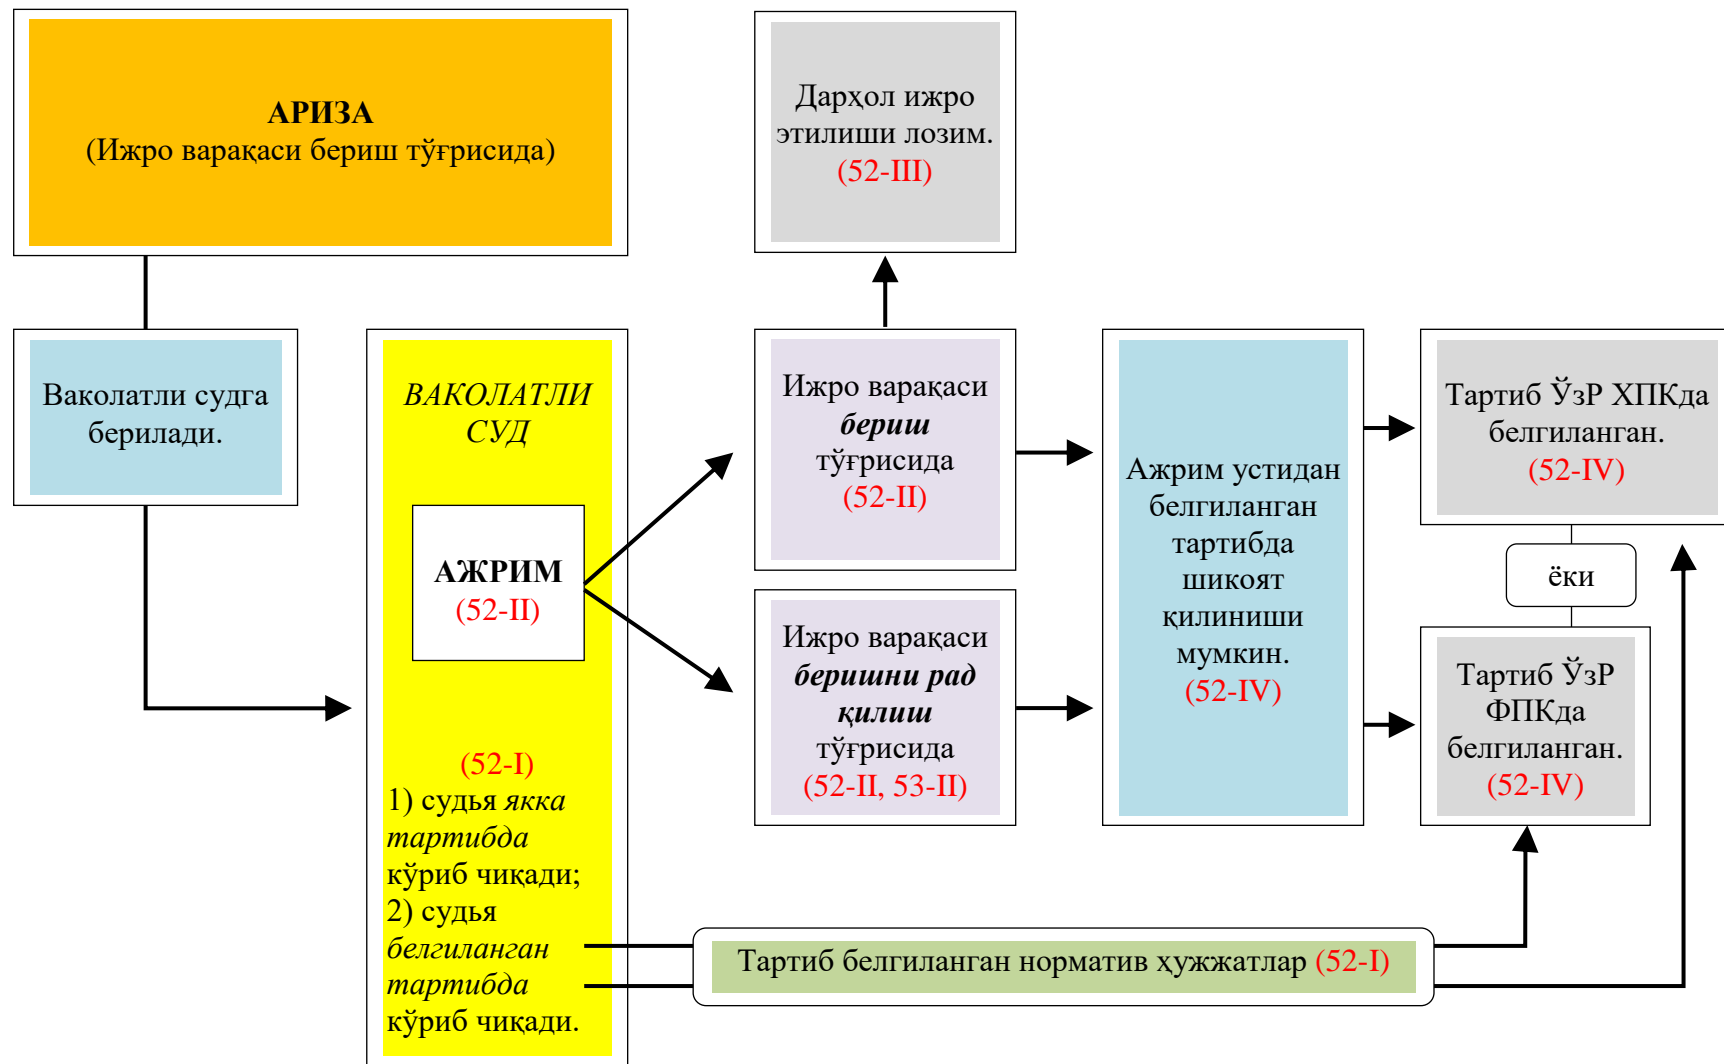 АРИЗА
(Ижро варақаси бериш тўғрисида)
Дарҳол ижро
этилиши лозим.
(52-III)
Ваколатли судга
берилади.
ВАКОЛАТЛИ
СУД
АЖРИМ
(52-II)
(52-I)
1) судья якка
тартибда
кўриб чиқади;
2) судья
белгиланган
тартибда
кўриб чиқади.
Ижро варақаси
бериш
тўғрисида
(52-II)
Ижро варақаси
беришни рад
қилиш
тўғрисида
(52-II, 53-II)
Ажрим устидан
белгиланган
тартибда
шикоят
қилиниши
мумкин.
(52-IV)
Тартиб ЎзР ХПКда
белгиланган.
(52-IV)
ёки
Тартиб ЎзР
ФПКда
белгиланган.
(52-IV)
Тартиб белгиланган норматив ҳужжатлар (52-I)